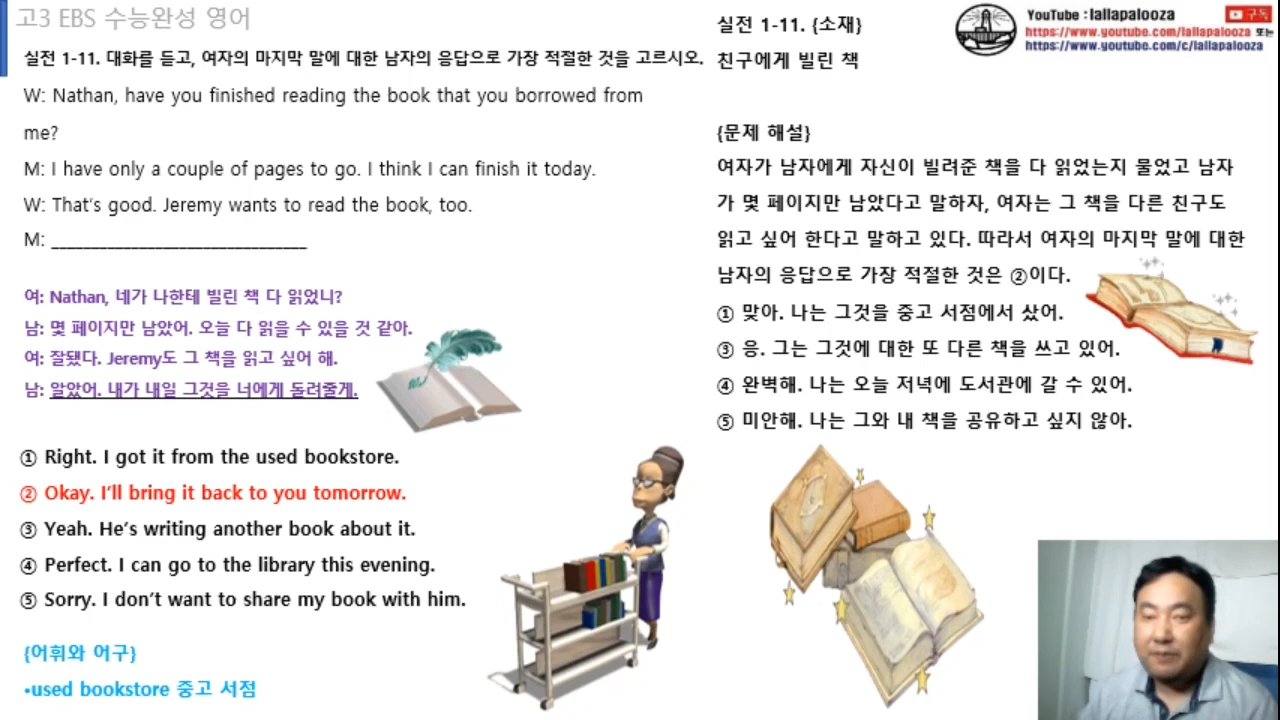 고3 EBS 수능완성 영어
실전 1-11. 대화를 듣고, 여자의 마지막 말에 대한 남자의 응답으로 가장 적절한 것을 고르시오.
W: Nathan, have you finished reading the book that you borrowed from
me?
M: I have only a couple of pages to go. I think I can finish it today.
W: That's good. Jeremy wants to read the book, too.
M: ______________________________
여: Nathan, 네가 나한테 빌린 책 다 읽었니?
남: 몇 페이지만 남았어. 오늘 다 읽을 수 있을 것 같아.
여: 잘됐다. Jeremy도 그 책을 읽고 싶어 해.
남: 알았어. 내가 내일 그것을 너에게 돌려줄게.
① Right. I got it from the used bookstore.
② Okay. I'll bring it back to you tomorrow.
③ Yeah. He's writing another book about it.
④ Perfect. I can go to the library this evening.
⑤ Sorry. I don't want to share my book with him.
{어휘와 어구}
•used bookstore 중고 서점
실전 1-11. {소재}
친구에게 빌린 책
{문제 해설}
여자가 남자에게 자신이 빌려준 책을 다 읽었는지 물었고 남자
가 몇 페이지만 남았다고 말하자, 여자는 그 책을 다른 친구도
읽고 싶어 한다고 말하고 있다. 따라서 여자의 마지막 말에 대한
남자의 응답으로 가장 적절한 것은 ②이다.
① 맞아. 나는 그것을 중고 서점에서 샀어.
③ 응. 그는 그것에 대한 또 다른 책을 쓰고 있어.
④ 완벽해. 나는 오늘 저녁에 도서관에 갈 수 있어.
⑤ 미안해. 나는 그와 내 책을 공유하고 싶지 않아.
YouTube : lallapalooza
구독
https://www.youtube.com/lallapalooza 또는
https://www.youtube.com/c/lallapalooza